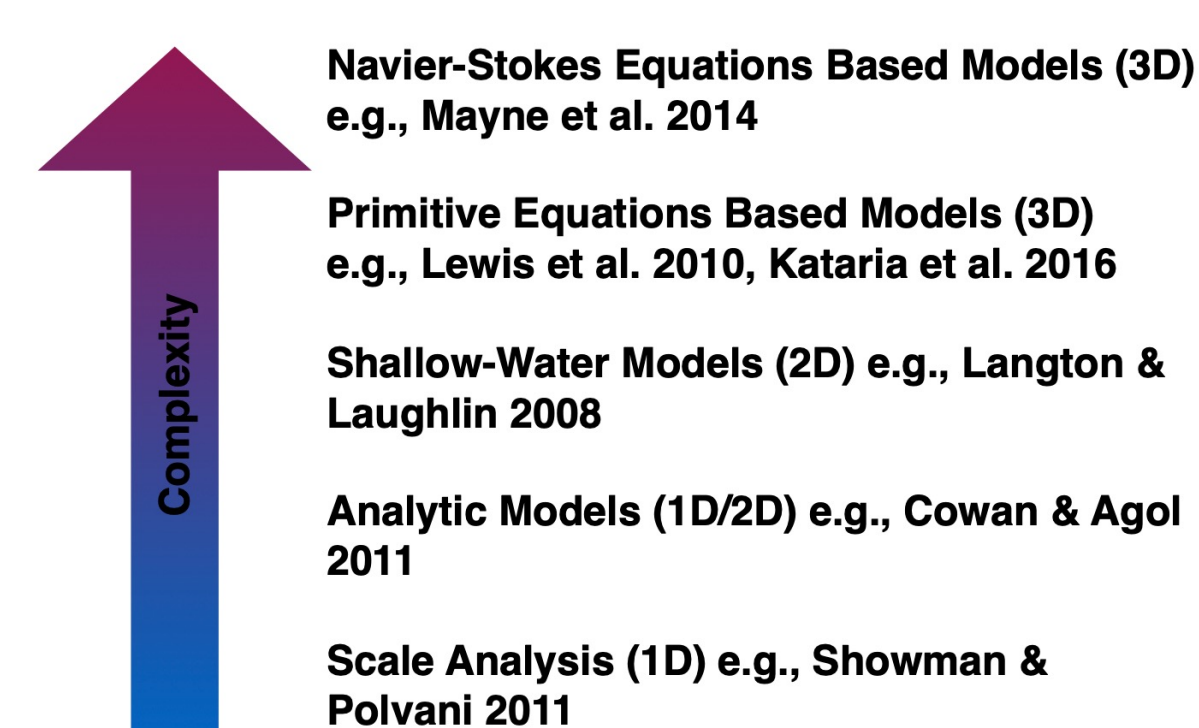 Navier-Stokes Equations Based Models (3D)
e.g., Mayne et al. 2014
Primitive Equations Based Models (3D)
e.g., Lewis et al. 2010, Kataria et al. 2016
Complexity
Shallow-Water Models (2D) e.g., Langton &
Laughlin 2008
Analytic Models (1D/2D) e.g., Cowan & Agol
2011
Scale Analysis (1D) e.g., Showman &
Polvani 2011